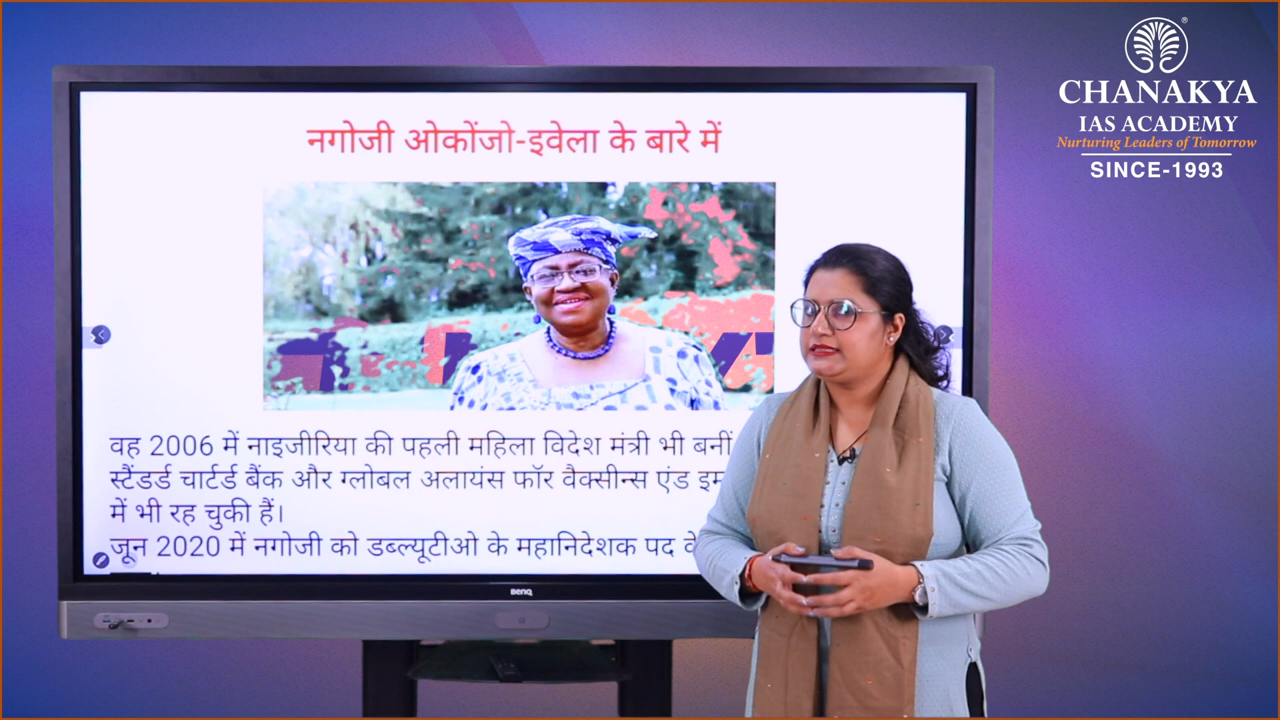 नगोजी ओकोंजो-इवेला के बारे में
वह 2006 में नाइजीरिया की पहली महिला विदेश मंत्री भी बनीं
स्टैंडर्ड चार्टर्ड बैंक और ग्लोबल अलायंस फॉर वैक्सीन्स एंड
में भी रह चुकी हैं।
जून 2020 में नगोजी को डब्ल्यूटीओ के महानिदेशक पद
BenQ
CHANAKYA
IAS ACADEMY
Nurturing Leaders of Tomorrow
SINCE-1993